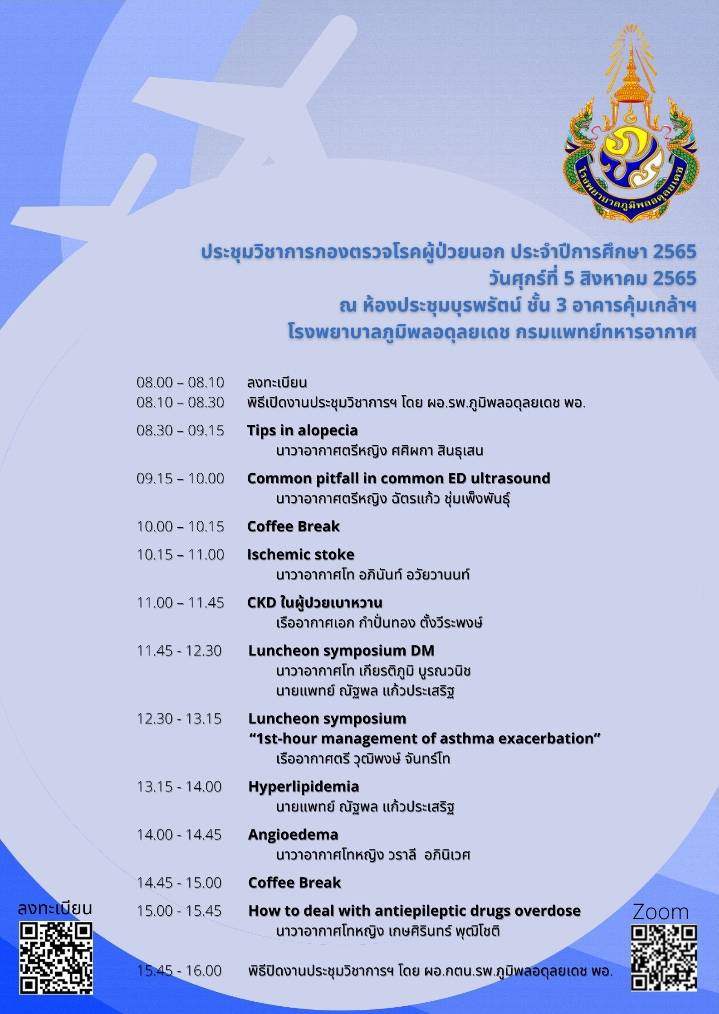 โรงพยาบาลภูมิพลอดุลยเดช
ประชุมวิชาการกองตรวจโรคผู้ป่วยนอก ประจำปีการศึกษา 2565
วันศุกร์ที่ 5 สิงหาคม 2565
ณ ห้องประชุมบุรพรัตน์ ชั้น 3 อาคารคุ้มเกล้าฯ
โรงพยาบาลภูมิพลอดุลยเดช กรมแพทย์ทหารอากาศ
08.00 – 08.10 ลงทะเบียน
08.10 – 08.30 พิธีเปิดงานประชุมวิชาการฯ โดย ผอ.รพ.ภูมิพลอดุลยเดช พอ.
08.30 – 09.15 Tips in alopecia
นาวาอากาศตรีหญิง ศศิผกา สินธุเสน
09.15 – 10.00 Common pitfall in common ED ultrasound
นาวาอากาศตรีหญิง ฉัตรแก้ว ชุ่มเพ็งพันธุ์
10.00 – 10.15 Coffee Break
10.15 – 11.00 Ischemic stoke
นาวาอากาศโท อภินันท์ อวัยวานนท์
11.00 – 11.45 CKD ในผู้ปวยเบาหวาน
เรืออากาศเอก กำปั่นทอง ตั้งวีระพงษ์
11.45 - 12.30 Luncheon symposium DM
นาวาอากาศโท เกียรติภูมิ บูรณวนิช
นายแพทย์ ณัฐพล แก้วประเสริฐ
12.30 - 13.15 Luncheon symposium
“1st-hour management of asthma exacerbation”
เรืออากาศตรี วุฒิพงษ์ จันทร์โท
13.15 - 14.00 Hyperlipidemia
นายแพทย์ ณัฐพล แก้วประเสริฐ
14.00 - 14.45 Angioedema
นาวาอากาศโทหญิง วราลี อภินิเวศ
14.45 - 15.00 Coffee Break
15.00 - 15.45 How to deal with antiepileptic drugs overdose
นาวาอากาศโทหญิง เกษศิรินทร์ พุฒิโชติ
15.45 - 16.00 พิธีปิดงานประชุมวิชาการฯ โดย ผอ.กตน.รพ.ภูมิพลอดุลยเดช พอ.
ลงทะเบียน
Zoom